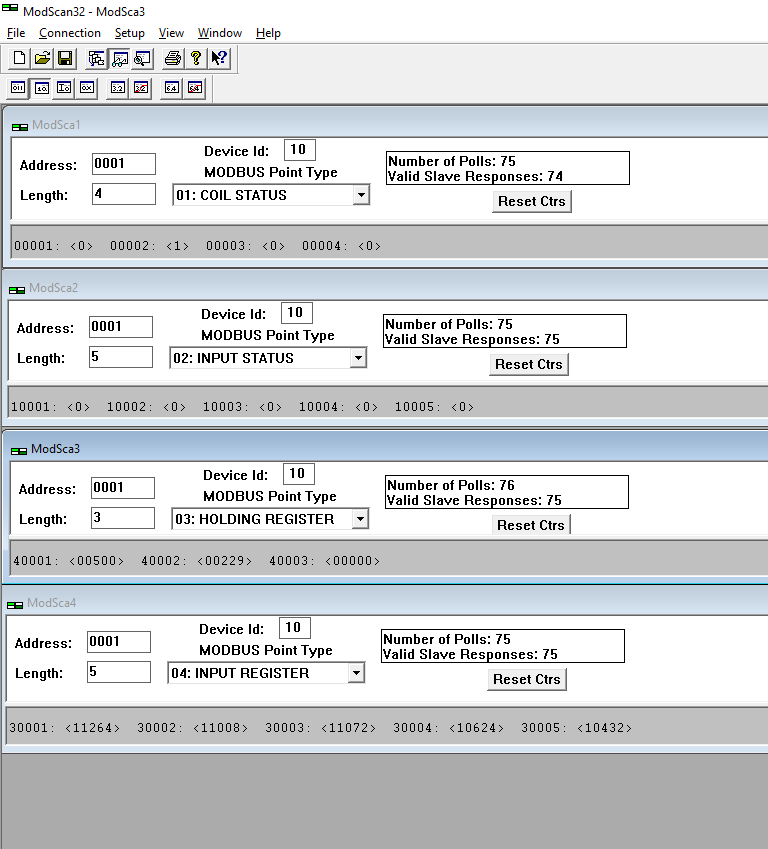 ModScan32 - ModSca3
File Connection Setup View Window Help
ModSca1
Address: 0001
Device Id: 10
MODBUS Point Type
Length: 4
01: COIL STATUS
Number of Polls: 75
Valid Slave Responses: 74
Reset Ctrs
00001: <0> 00002: <1> 00003: <0> 00004: <0>
ModSca2
Address: 0001
Device Id: 10
MODBUS Point Type
Length: 5
02: INPUT STATUS
Number of Polls: 75
Valid Slave Responses: 75
Reset Ctrs
10001: <0> 10002: <0> 10003: <0> 10004: <0> 10005: <0>
ModSca3
Address: 0001
Device Id: 10
MODBUS Point Type
Length: 3
03: HOLDING REGISTER
Number of Polls: 76
Valid Slave Responses: 75
Reset Ctrs
40001: <00500> 40002: <00229> 40003: <00000>
ModSca4
Address: 0001
Device Id: 10
MODBUS Point Type
Length: 5
04: INPUT REGISTER
Number of Polls: 75
Valid Slave Responses: 75
Reset Ctrs
30001: <11264> 30002: <11008> 30003: <11072> 30004: <10624> 30005: <10432>